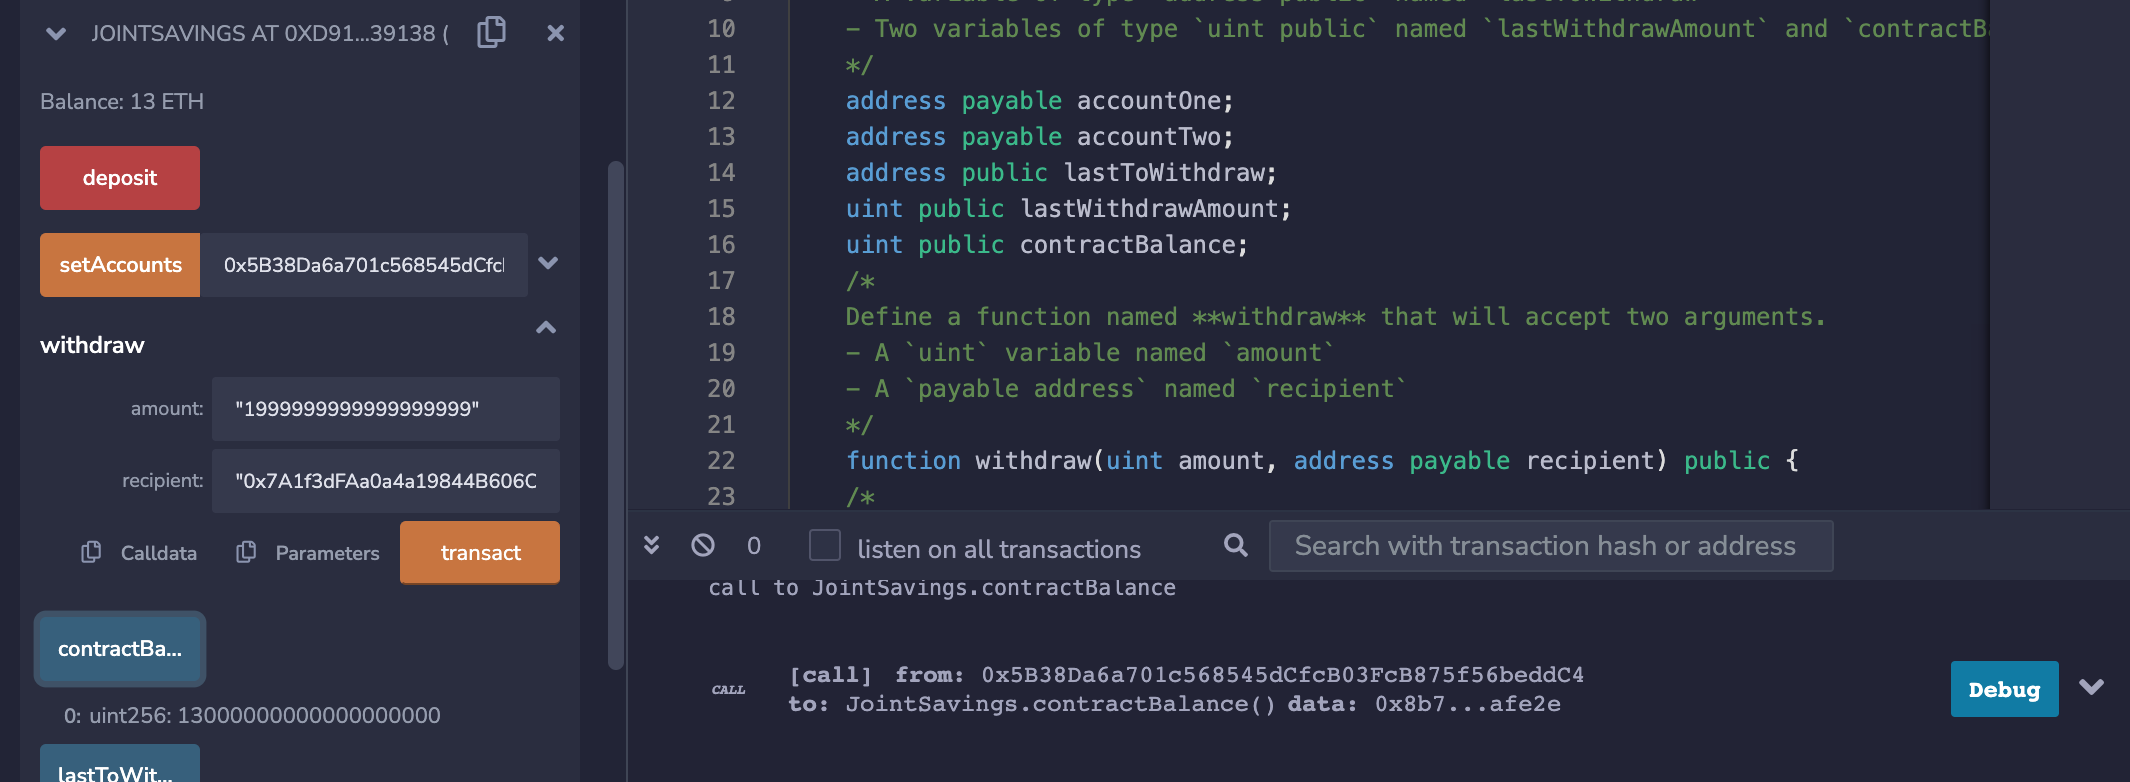 JOINTSAVINGS AT 0XD91...39138 (
Balance: 13 ETH
deposit
setAccounts 0x5B38Da6a701c568545dCfcl
withdraw
amount: "1999999999999999999"
recipient: "0x7A1f3dFAa0a4a19844B606C
Calldata Parameters transact
contractBa...
0: uint256: 13000000000000000000
lastToWit...
10 - Two variables of type `uint public` named `lastWithdrawAmount` and `contractBa
11 */
12 address payable accountOne;
13 address payable accountTwo;
14 address public lastToWithdraw;
15 uint public lastWithdrawAmount;
16 uint public contractBalance;
17 /*
18 Define a function named **withdraw** that will accept two arguments.
19 - A `uint` variable named `amount`
20 - A `payable address` named `recipient`
21 */
22 function withdraw(uint amount, address payable recipient) public {
23 /*
0 listen on all transactions Search with transaction hash or address
call to JointSavings.contractBalance
CALL [call] from: 0x5B38Da6a701c568545dCfcB03FcB875f56beddC4
to: JointSavings.contractBalance() data: 0x8b7...afe2e
Debug